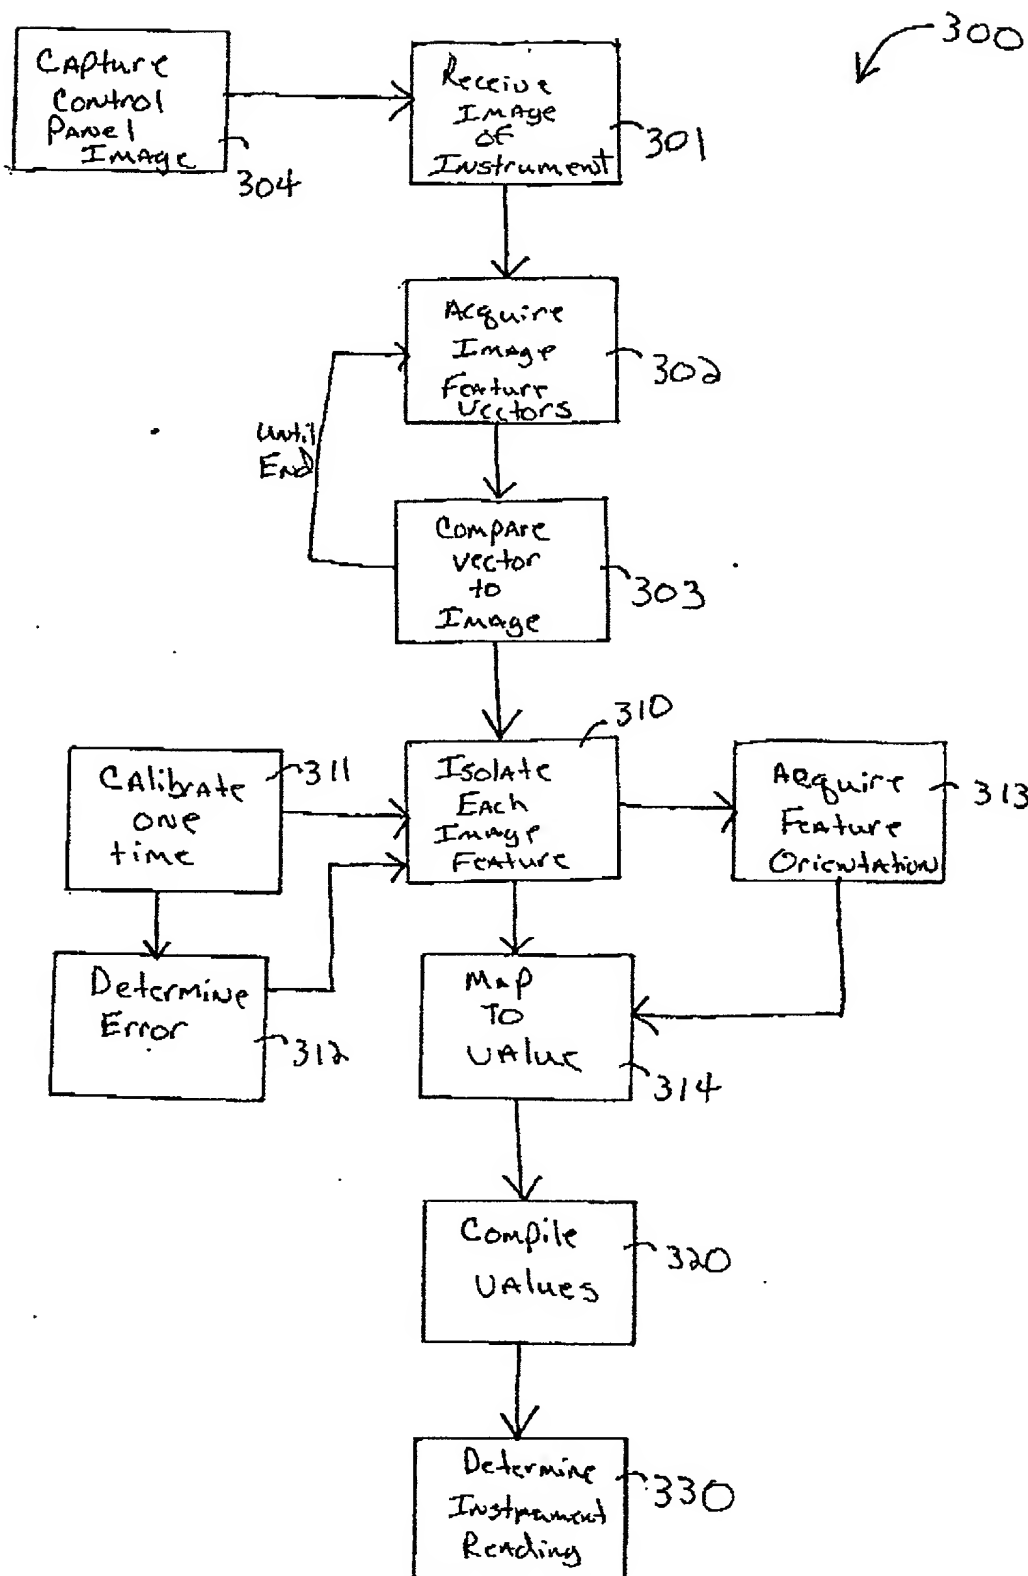 300
Capture
Control
Panel
Image
304
Receive
Image
of
Instrument
301
Acquire
Image
Feature
Vectors
302
Until
End
Compare
Vector
to
Image
303
310
Calibrate
one
time
311
Isolate
Each
Image
Feature
Acquire
Feature
Orientation
313
Determine
Error
312
Map
To
Value
314
Compile
Values
320
Determine
Instrument
Reading
330